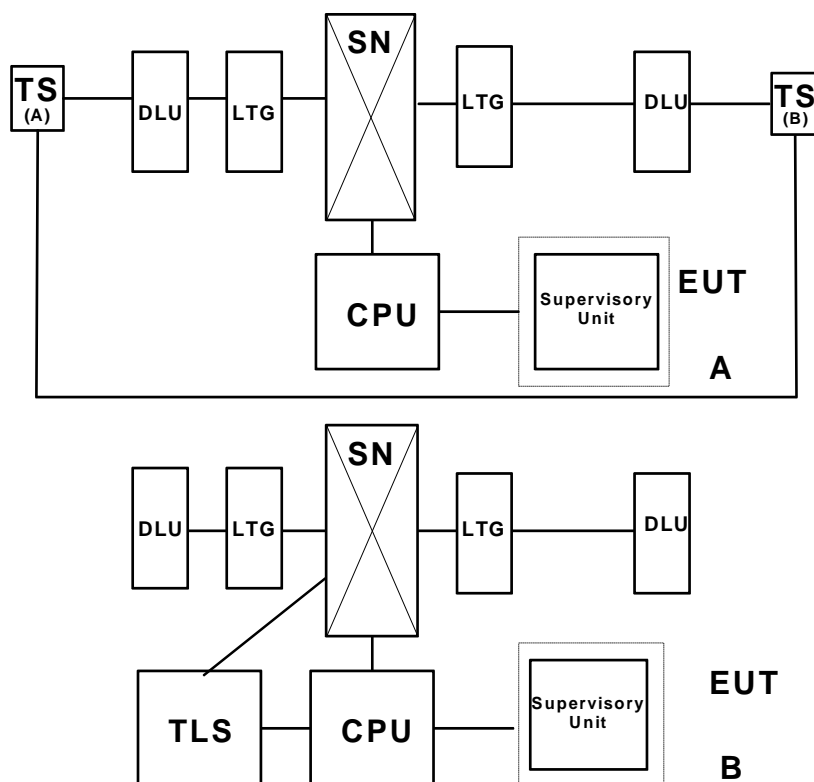 SN
TS
(A)
DLU
LTG
LTG
DLU
TS
(B)
CPU
Supervisory
Unit
EUT
A
SN
DLU
LTG
LTG
DLU
TLS
CPU
Supervisory
Unit
EUT
B